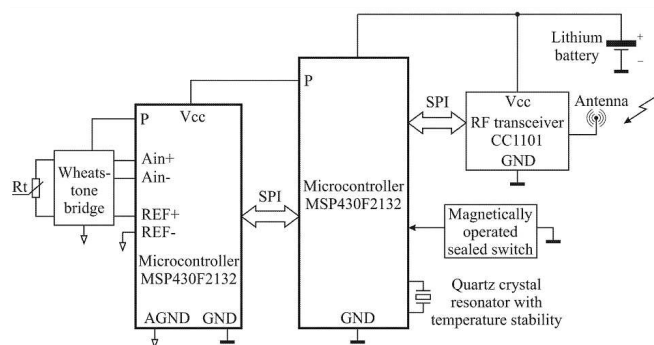 Lithium
battery
+
−
P
SPI
Vcc
RF transceiver
CC1101
GND
Antenna
P
Vcc
Rt
Wheats-
tone
bridge
Ain+
Ain-
REF+
REF-
Microcontroller
MSP430F2132
AGND
GND
SPI
Microcontroller
MSP430F2132
GND
Magnetically
operated
sealed switch
Quartz crystal
resonator with
temperature stability